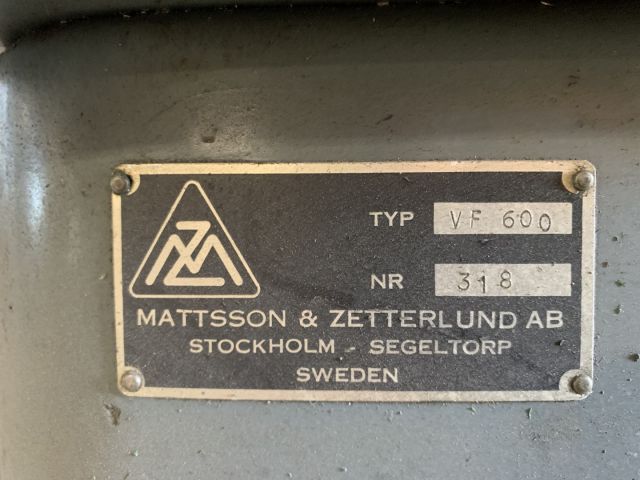 TYP VF 600
NR 318
MATTSSON & ZETTERLUND AB
STOCKHOLM - SEGELTORP
SWEDEN